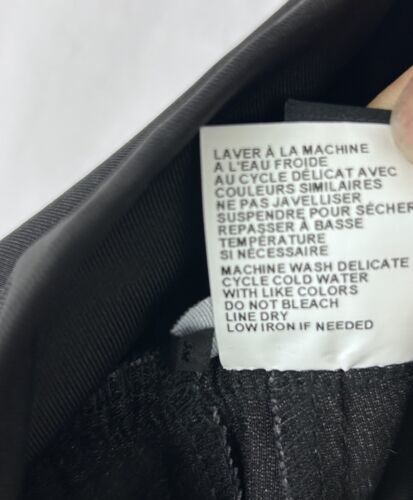 LAVER À LA MACHINE
A L'EAU FROIDE
AU CYCLE DÉLICAT AVEC
COULEURS SIMILAIRES
NE PAS JAVELLISER
SUSPENDRE POUR SÉCHER
REPASSER À BASSE
TEMPÉRATURE
SI NÉCESSAIRE
MACHINE WASH DELICATE
CYCLE COLD WATER
WITH LIKE COLORS
DO NOT BLEACH
LINE DRY
LOW IRON IF NEEDED